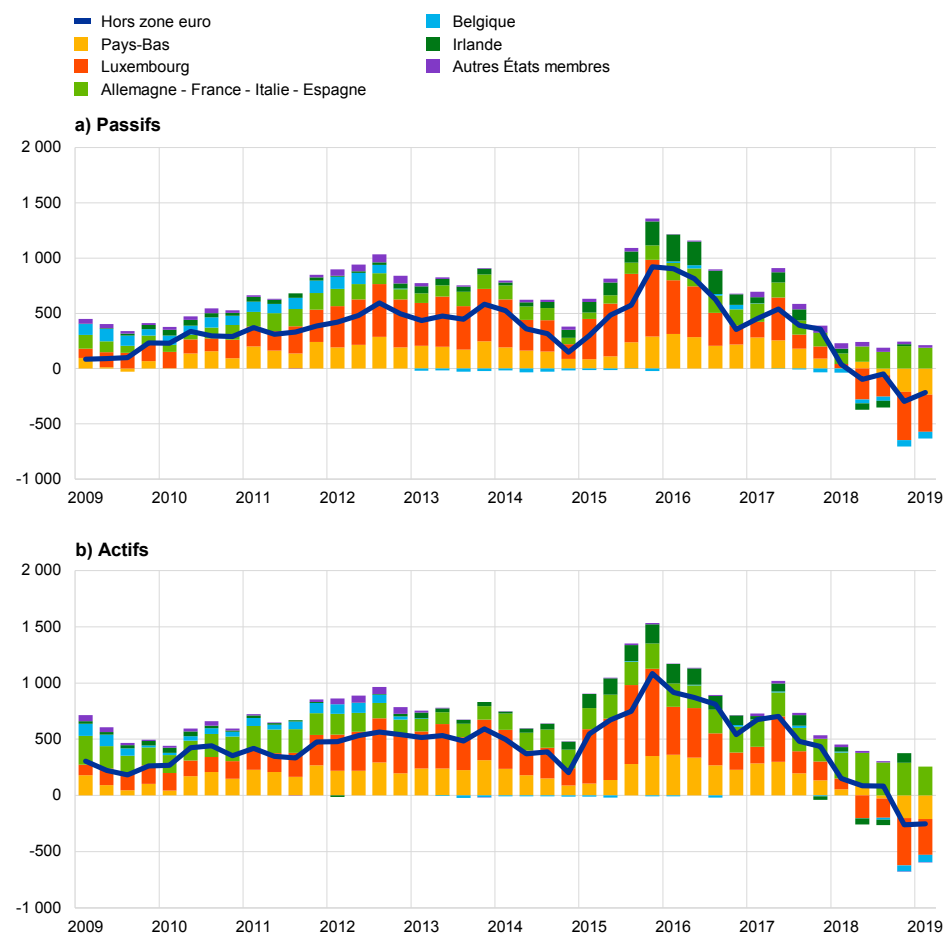 Hors zone euro
Pays-Bas
Luxembourg
Allemagne - France - Italie - Espagne
Belgique
Irlande
Autres États membres
a) Passifs
2 000
1 500
1 000
500
0
-500
-1 000
2009 2010 2011 2012 2013 2014 2015 2016 2017 2018 2019
b) Actifs
2 000
1 500
1 000
500
0
-500
-1 000
2009 2010 2011 2012 2013 2014 2015 2016 2017 2018 2019